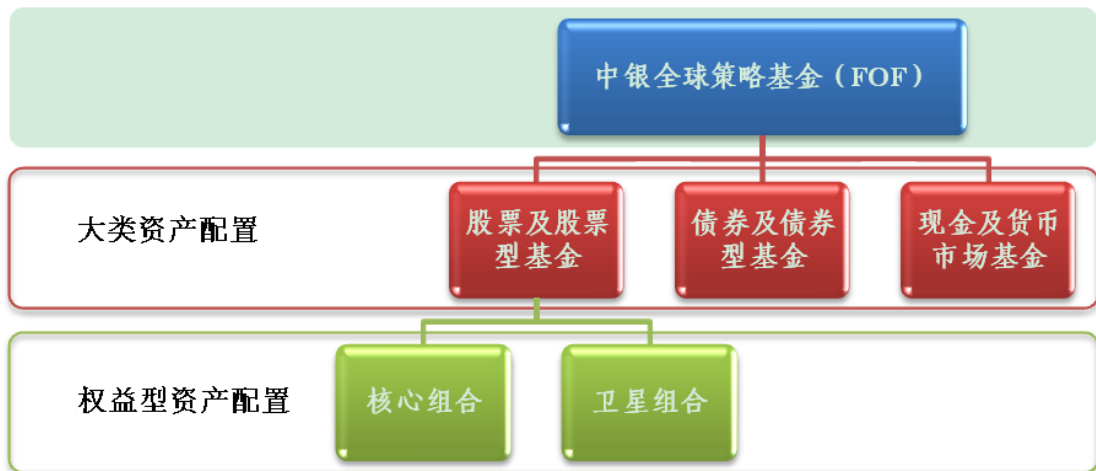 中银全球策略基金（FOF）
大类资产配置
股票及股票
型基金
债券及债券
型基金
现金及货币
市场基金
权益型资产配置
核心组合
卫星组合